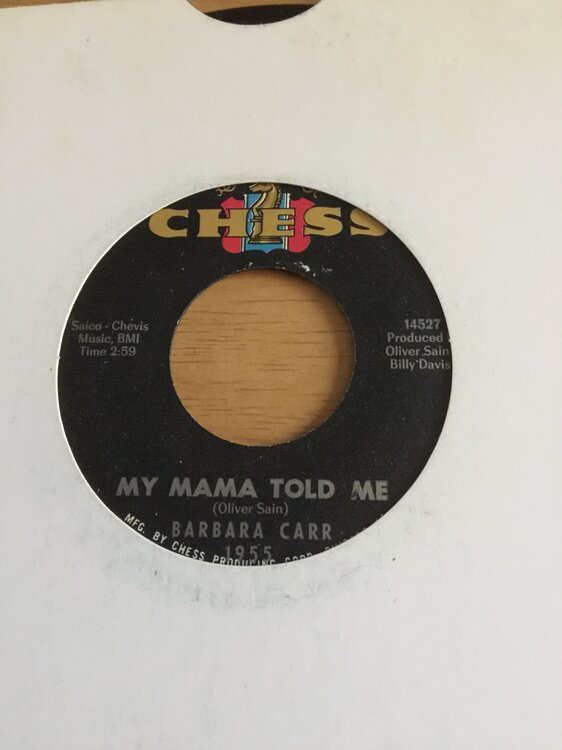 CHESS
Saico - Chevis
Music, BMI
Time 2:59
14527
Produced
Oliver Sain
Billy Davis
MY MAMA TOLD ME
(Oliver Sain)
BARBARA CARR
1955
MFG. BY CHESS PRODUCING CORP.